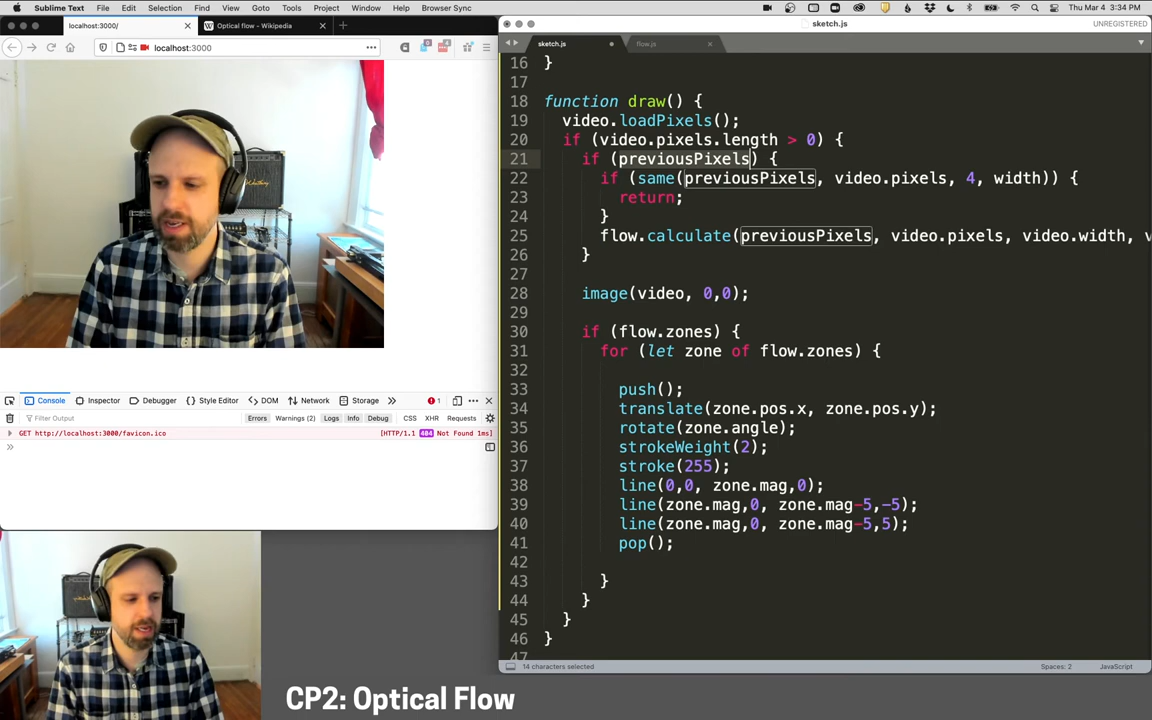 Sublime Text File Edit Selection Find View Goto Tools Project Window Help Browser Sync
Thu Mar 4 3:34 PM
localhost:3000/ ×
Optical flow – Wikipedia ×
localhost:3000
sketch.js
UNREGISTERED
sketch.js
flow.js ×
16 }
17
18 function draw() {
19 video.loadPixels();
20 if (video.pixels.length > 0) {
21 if (previousPixels) {
22 if (same(previousPixels, video.pixels, 4, width)) {
23 return;
24 }
25 flow.calculate(previousPixels, video.pixels, video.width, v
26 }
27
28 image(video, 0,0);
29
30 if (flow.zones) {
31 for (let zone of flow.zones) {
32
33 push();
34 translate(zone.pos.x, zone.pos.y);
35 rotate(zone.angle);
36 strokeWeight(2);
37 stroke(255);
38 line(0,0, zone.mag,0);
39 line(zone.mag,0, zone.mag-5,-5);
40 line(zone.mag,0, zone.mag-5,5);
41 pop();
42
43 }
44 }
45 }
46 }
47
Console Inspector Debugger Style Editor DOM Network Storage 1
Filter Output Errors Warnings (2) Logs Info Debug CSS XHR Requests
GET http://localhost:3000/favicon.ico [HTTP/1.1 404 Not Found 1ms]
14 characters selected
Spaces: 2 JavaScript
CP2: Optical Flow